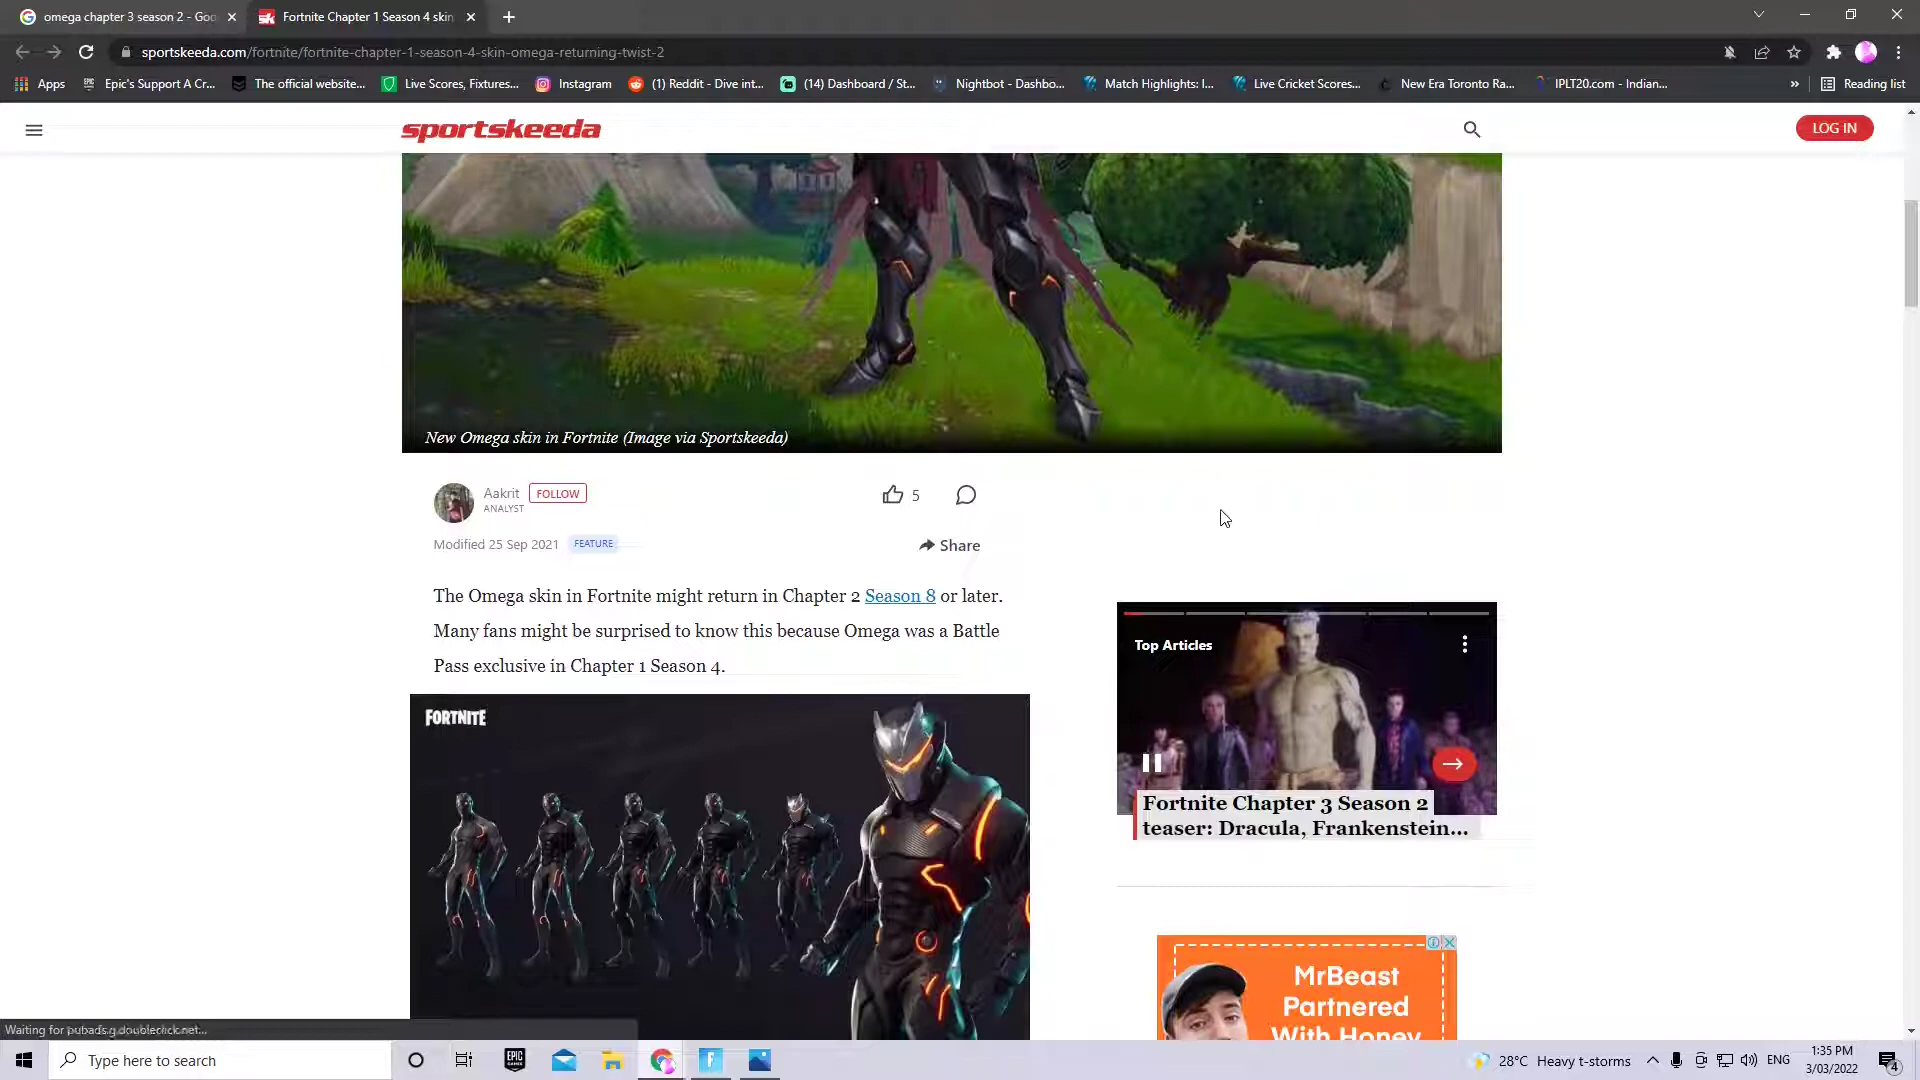 omega chapter 3 season 2 - Goo
Fortnite Chapter 1 Season 4 skin
sportskeeda.com/fortnite/fortnite-chapter-1-season-4-skin-omega-returning-twist-2
Apps
Epic's Support A Cr...
The official website...
Live Scores, Fixtures...
Instagram
(1) Reddit - Dive int...
(14) Dashboard / St...
Nightbot - Dashbo...
Match Highlights: I...
Live Cricket Scores...
New Era Toronto Ra...
IPLT20.com - Indian...
»
Reading list
sportskeeda
LOG IN
New Omega skin in Fortnite (Image via Sportskeeda)
Aakrit
FOLLOW
ANALYST
5
Modified 25 Sep 2021
FEATURE
Share
The Omega skin in Fortnite might return in Chapter 2 Season 8 or later.
Many fans might be surprised to know this because Omega was a Battle
Pass exclusive in Chapter 1 Season 4.
FORTNITE
Top Articles
Fortnite Chapter 3 Season 2
teaser: Dracula, Frankenstein...
MrBeast
Partnered
With Honey
Waiting for pubads.g.doubleclick.net...
Type here to search
EPIC GAMES
28°C Heavy t-storms
ENG
1:35 PM
3/03/2022
4